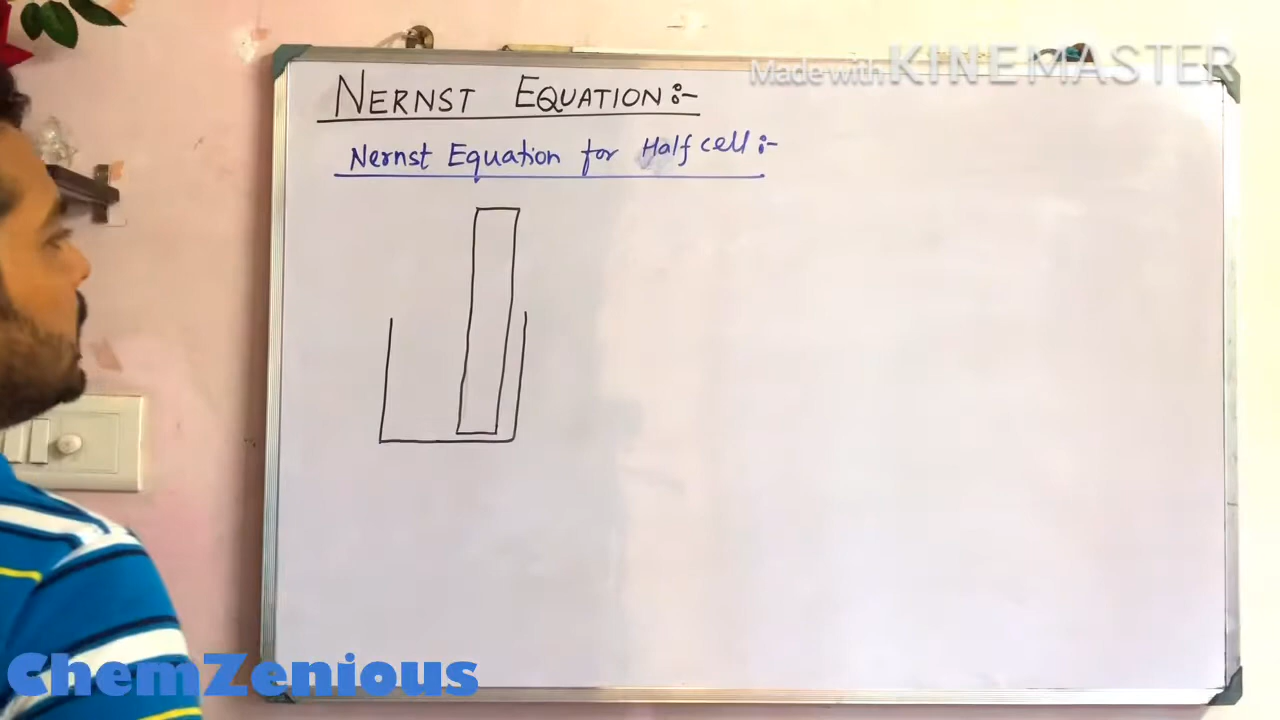 Made with KINEMASTER
NERNST EQUATION:-
Nernst Equation for Half cell:-
ChemZenious